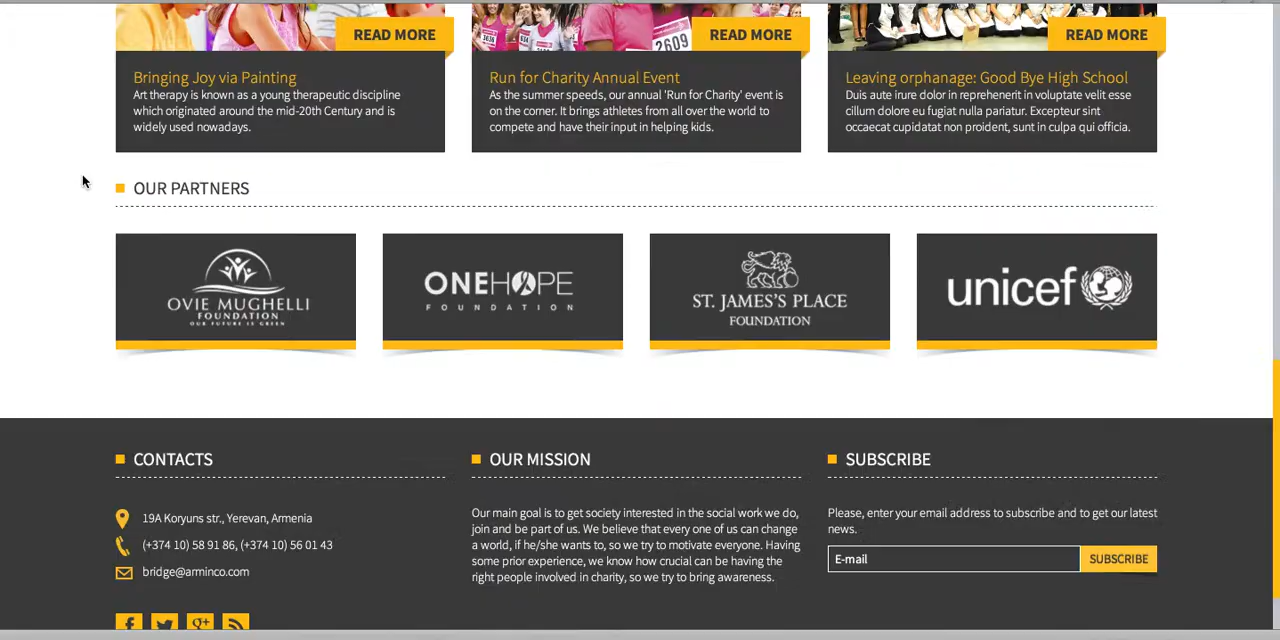 READ MORE
READ MORE
READ MORE
3636
634
2609
Bringing Joy via Painting
Art therapy is known as a young therapeutic discipline
which originated around the mid-20th Century and is
widely used nowadays.
Run for Charity Annual Event
As the summer speeds, our annual 'Run for Charity' event is
on the corner. It brings athletes from all over the world to
compete and have their input in helping kids.
Leaving orphanage: Good Bye High School
Duis aute irure dolor in reprehenerit in voluptate velit esse
cillum dolore eu fugiat nulla pariatur. Excepteur sint
occaecat cupidatat non proident, sunt in culpa qui officia.
OUR PARTNERS
OVIE MUGHELLI
FOUNDATION
OUR FUTURE IS GREEN
ONEHOPE
FOUNDATION
ST. JAMES'S PLACE
FOUNDATION
unicef
CONTACTS
19A Koryuns str., Yerevan, Armenia
(+374 10) 58 91 86, (+374 10) 56 01 43
bridge@arminco.com
f
g+
OUR MISSION
Our main goal is to get society interested in the social work we do,
join and be part of us. We believe that every one of us can change
a world, if he/she wants to, so we try to motivate everyone. Having
some prior experience, we know how crucial can be having the
right people involved in charity, so we try to bring awareness.
SUBSCRIBE
Please, enter your email address to subscribe and to get our latest
news.
E-mail
SUBSCRIBE